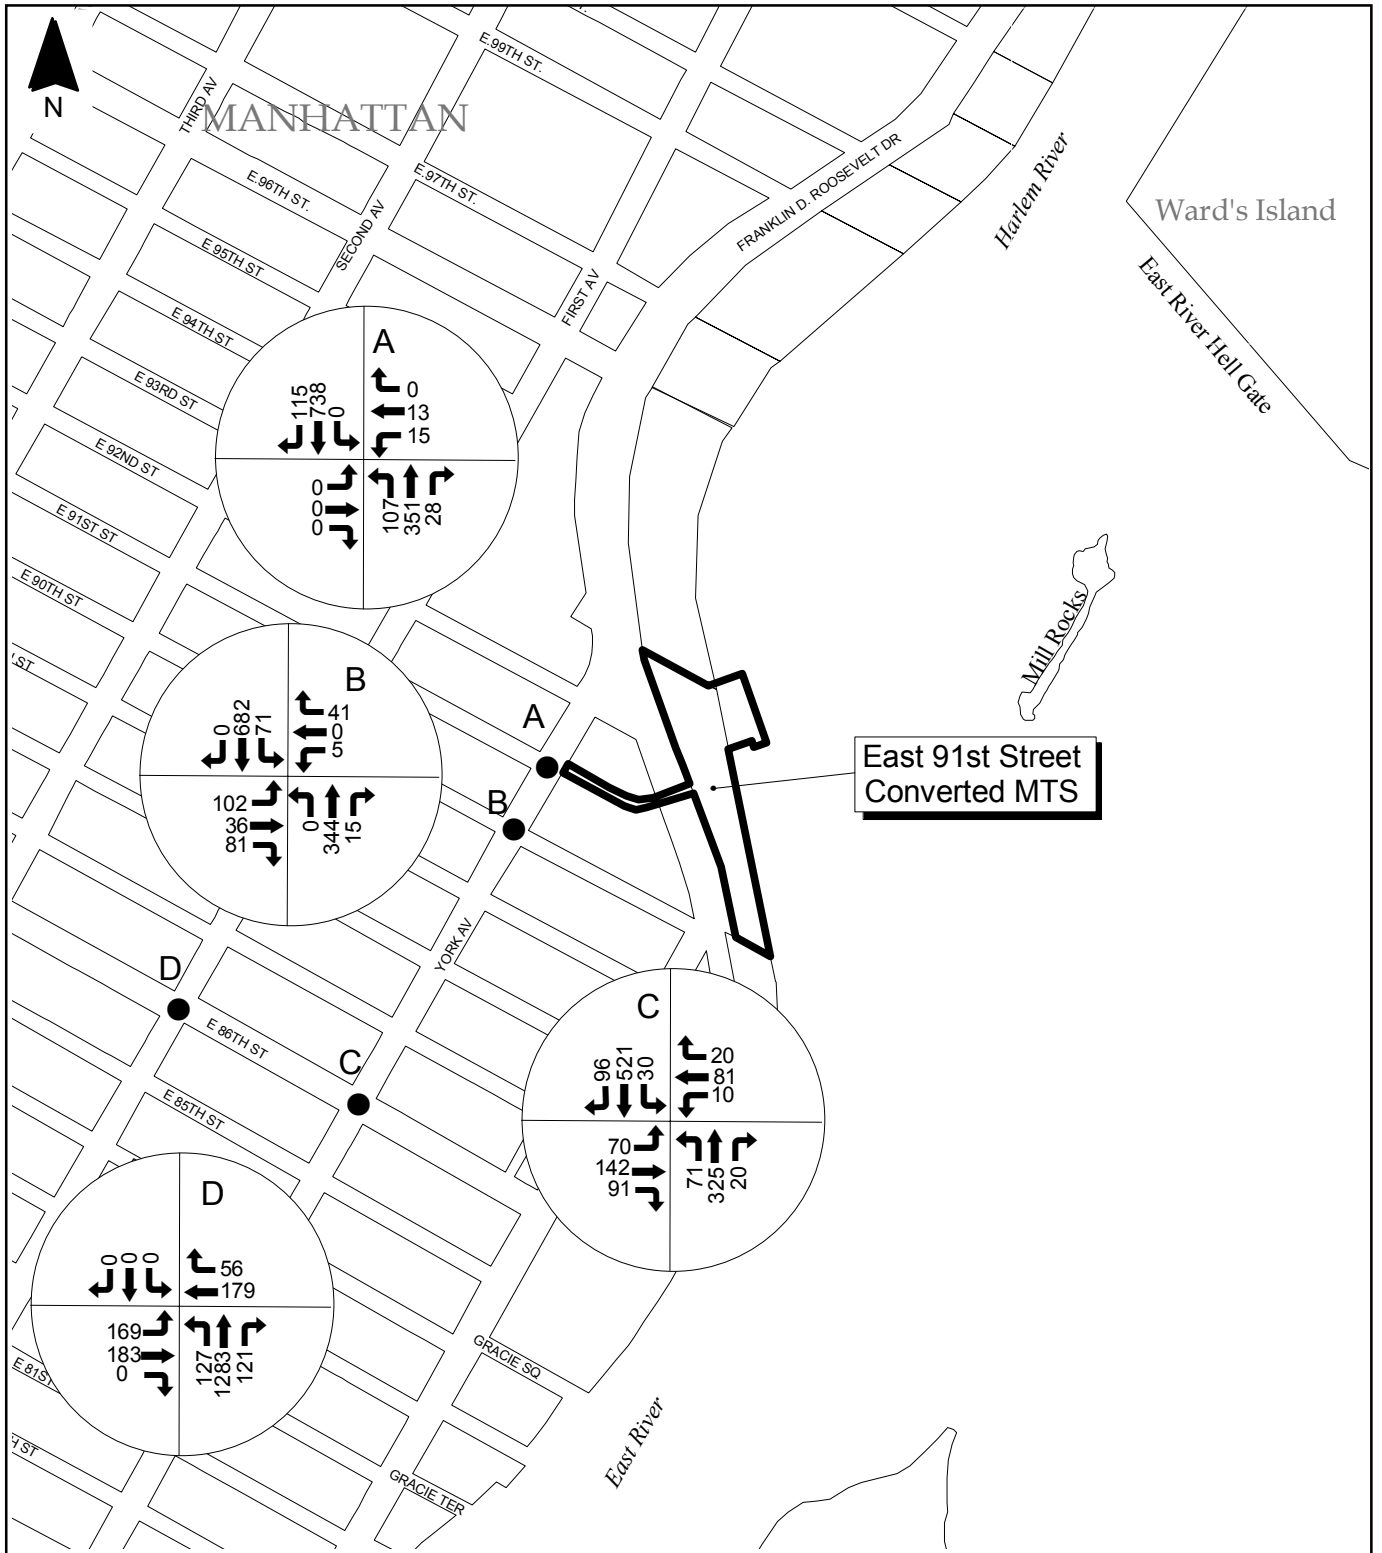 E.99TH ST.
N
THIRD AV
MANHATTAN
FRANKLIN D. ROOSEVELT DR
Harlem River
E.96TH ST.
E.97TH ST.
Ward's Island
SECOND AV
E 95TH ST
East River Hell Gate
FIRST AV
E 94TH ST
A
115
738
0
0
13
15
0
0
0
107
351
28
E 93RD ST
E 92ND ST
E 91ST ST
E 90TH ST
ST
Mill Rocks
B
0
682
71
41
0
5
102
36
81
0
344
15
A
B
East 91st Street
Converted MTS
YORK AV
D
E 86TH ST
C
E 85TH ST
C
96
521
30
20
81
10
70
142
91
71
325
20
D
0
0
0
56
179
169
183
0
127
1283
121
E 81ST
GRACIE SQ
East River
H ST
GRACIE TER